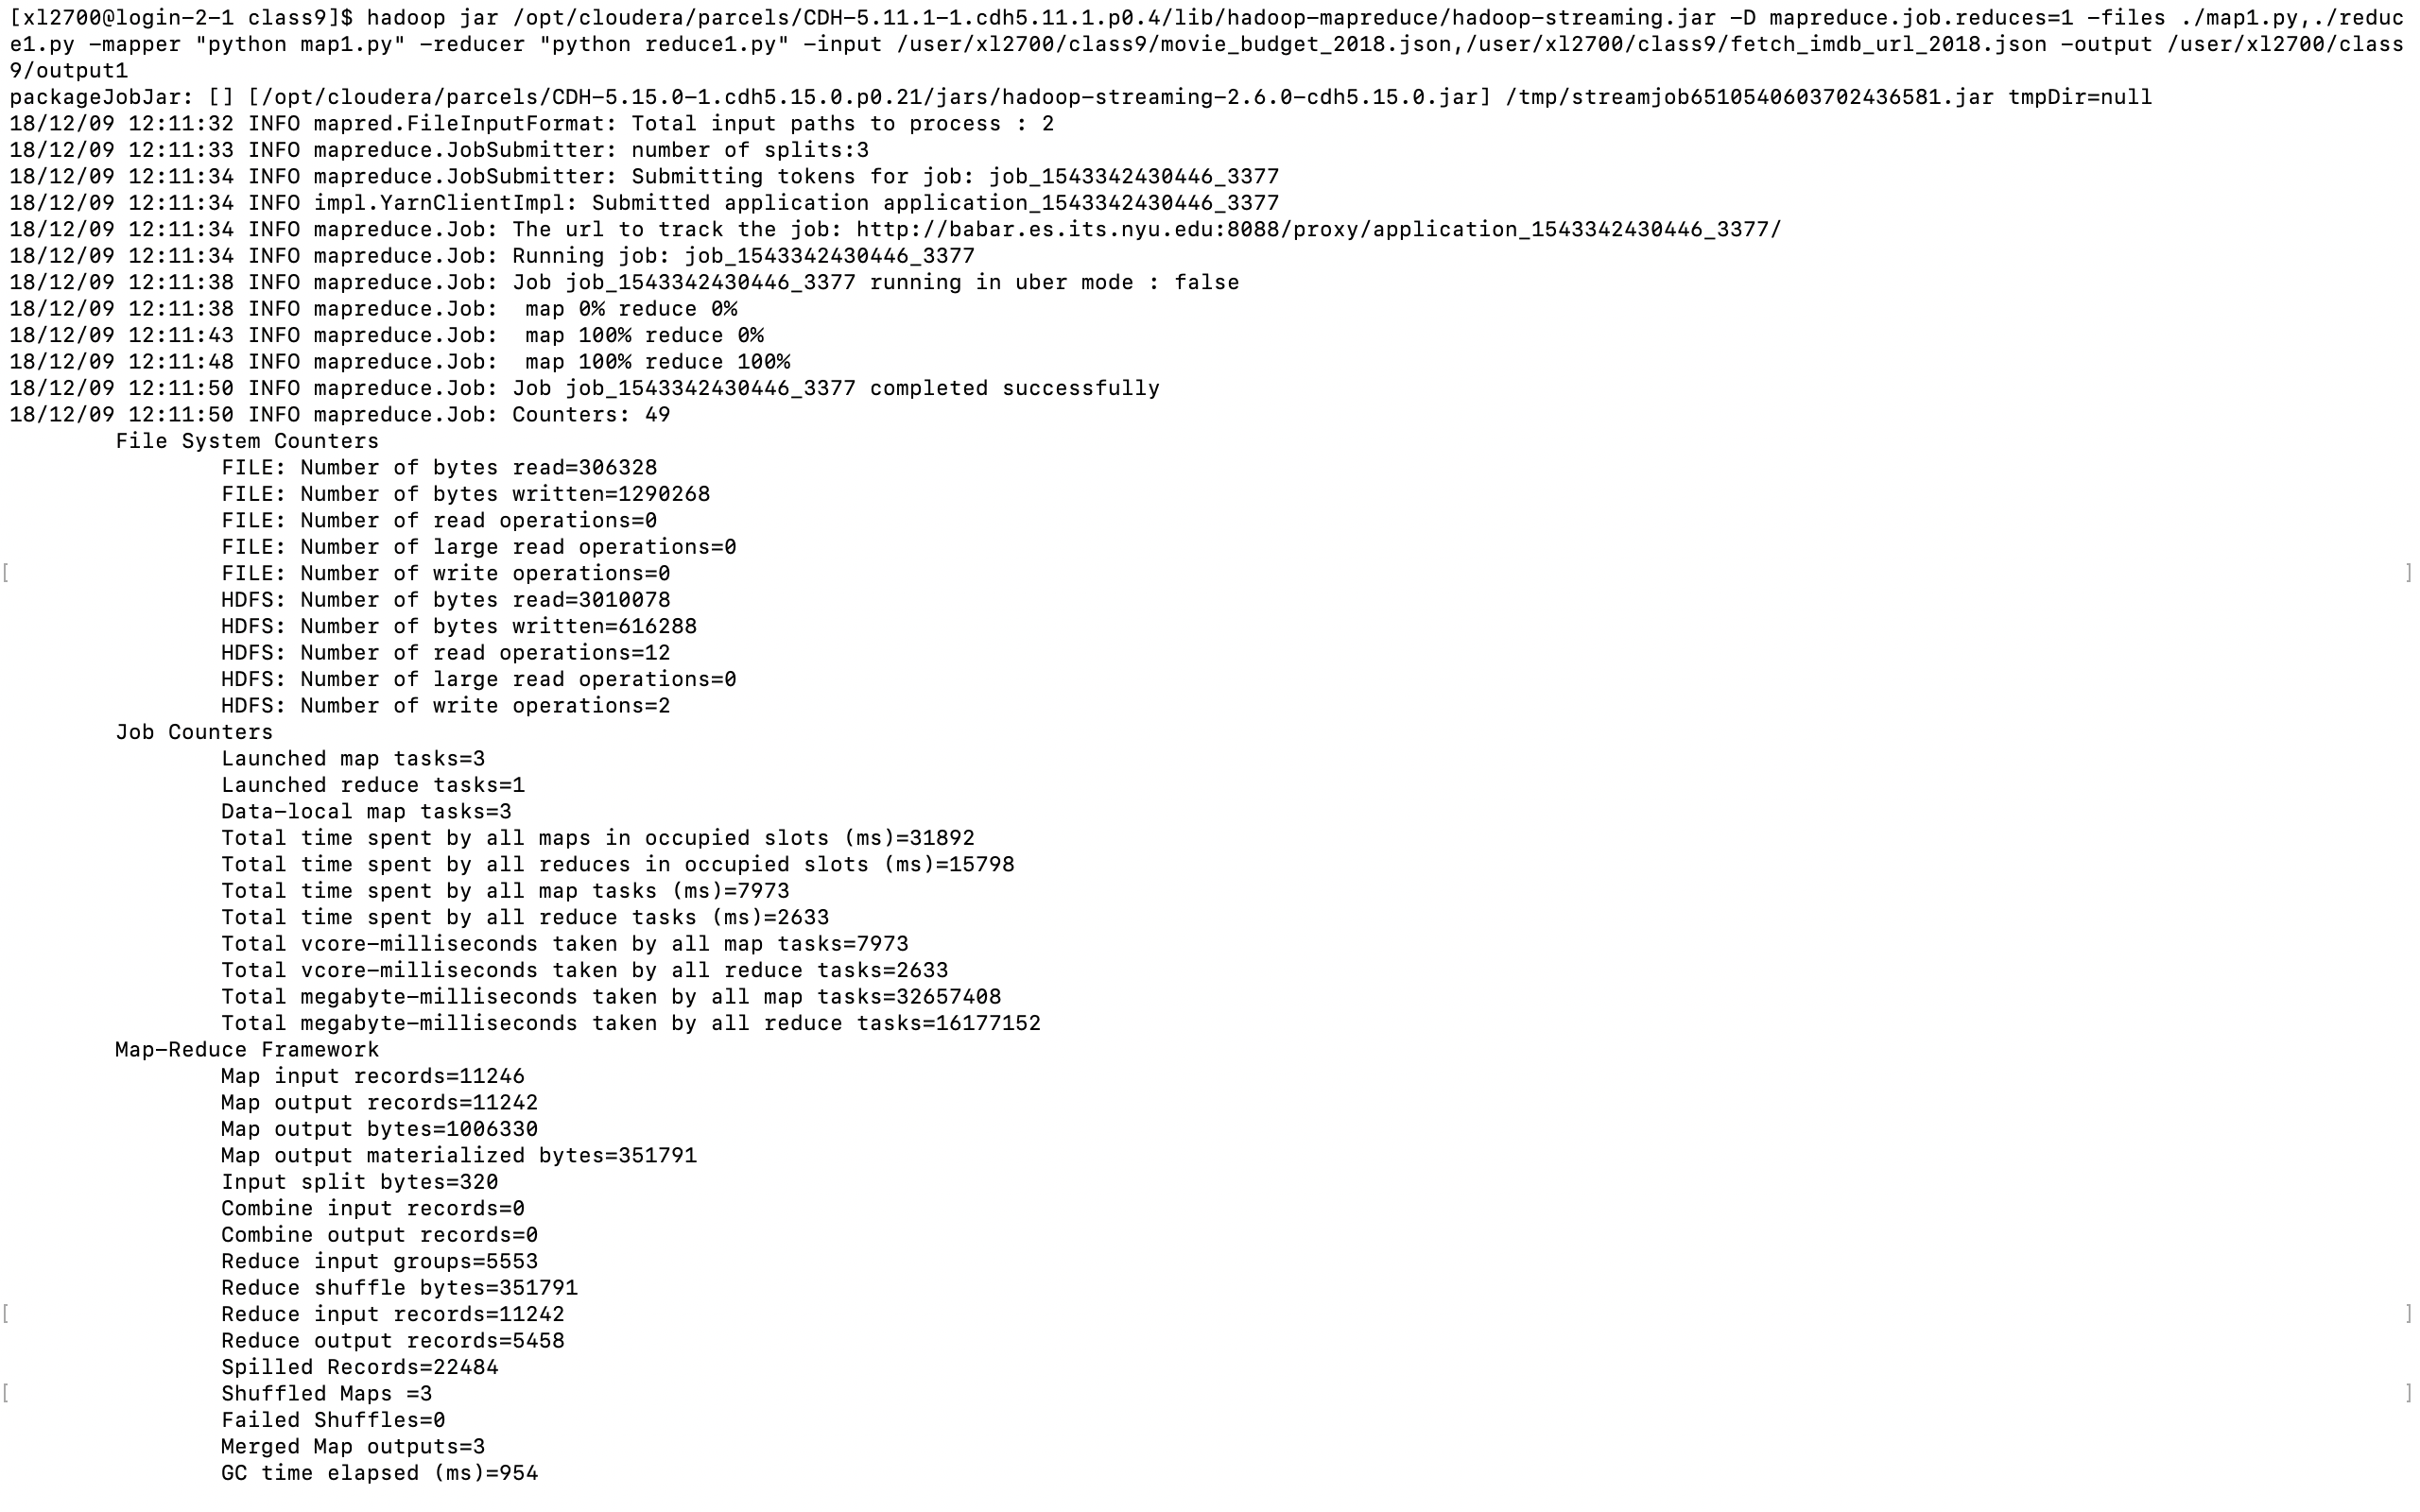 [xl2700@login-2-1 class9]$ hadoop jar /opt/cloudera/parcels/CDH-5.11.1-1.cdh5.11.1.p0.4/lib/hadoop-mapreduce/hadoop-streaming.jar -D mapreduce.job.reduces=1 -files ./map1.py,./reduc
e1.py -mapper "python map1.py" -reducer "python reduce1.py" -input /user/xl2700/class9/movie_budget_2018.json,/user/xl2700/class9/fetch_imdb_url_2018.json -output /user/xl2700/class
9/output1
packageJobJar: [] [/opt/cloudera/parcels/CDH-5.15.0-1.cdh5.15.0.p0.21/jars/hadoop-streaming-2.6.0-cdh5.15.0.jar] /tmp/streamjob6510540603702436581.jar tmpDir=null
18/12/09 12:11:32 INFO mapred.FileInputFormat: Total input paths to process : 2
18/12/09 12:11:33 INFO mapreduce.JobSubmitter: number of splits:3
18/12/09 12:11:34 INFO mapreduce.JobSubmitter: Submitting tokens for job: job_1543342430446_3377
18/12/09 12:11:34 INFO impl.YarnClientImpl: Submitted application application_1543342430446_3377
18/12/09 12:11:34 INFO mapreduce.Job: The url to track the job: http://babar.es.its.nyu.edu:8088/proxy/application_1543342430446_3377/
18/12/09 12:11:34 INFO mapreduce.Job: Running job: job_1543342430446_3377
18/12/09 12:11:38 INFO mapreduce.Job: Job job_1543342430446_3377 running in uber mode : false
18/12/09 12:11:38 INFO mapreduce.Job:  map 0% reduce 0%
18/12/09 12:11:43 INFO mapreduce.Job:  map 100% reduce 0%
18/12/09 12:11:48 INFO mapreduce.Job:  map 100% reduce 100%
18/12/09 12:11:50 INFO mapreduce.Job: Job job_1543342430446_3377 completed successfully
18/12/09 12:11:50 INFO mapreduce.Job: Counters: 49
File System Counters
FILE: Number of bytes read=306328
FILE: Number of bytes written=1290268
FILE: Number of read operations=0
FILE: Number of large read operations=0
[ FILE: Number of write operations=0 ]
HDFS: Number of bytes read=3010078
HDFS: Number of bytes written=616288
HDFS: Number of read operations=12
HDFS: Number of large read operations=0
HDFS: Number of write operations=2
Job Counters
Launched map tasks=3
Launched reduce tasks=1
Data-local map tasks=3
Total time spent by all maps in occupied slots (ms)=31892
Total time spent by all reduces in occupied slots (ms)=15798
Total time spent by all map tasks (ms)=7973
Total time spent by all reduce tasks (ms)=2633
Total vcore-milliseconds taken by all map tasks=7973
Total vcore-milliseconds taken by all reduce tasks=2633
Total megabyte-milliseconds taken by all map tasks=32657408
Total megabyte-milliseconds taken by all reduce tasks=16177152
Map-Reduce Framework
Map input records=11246
Map output records=11242
Map output bytes=1006330
Map output materialized bytes=351791
Input split bytes=320
Combine input records=0
Combine output records=0
Reduce input groups=5553
Reduce shuffle bytes=351791
[ Reduce input records=11242 ]
Reduce output records=5458
Spilled Records=22484
[ Shuffled Maps =3 ]
Failed Shuffles=0
Merged Map outputs=3
GC time elapsed (ms)=954